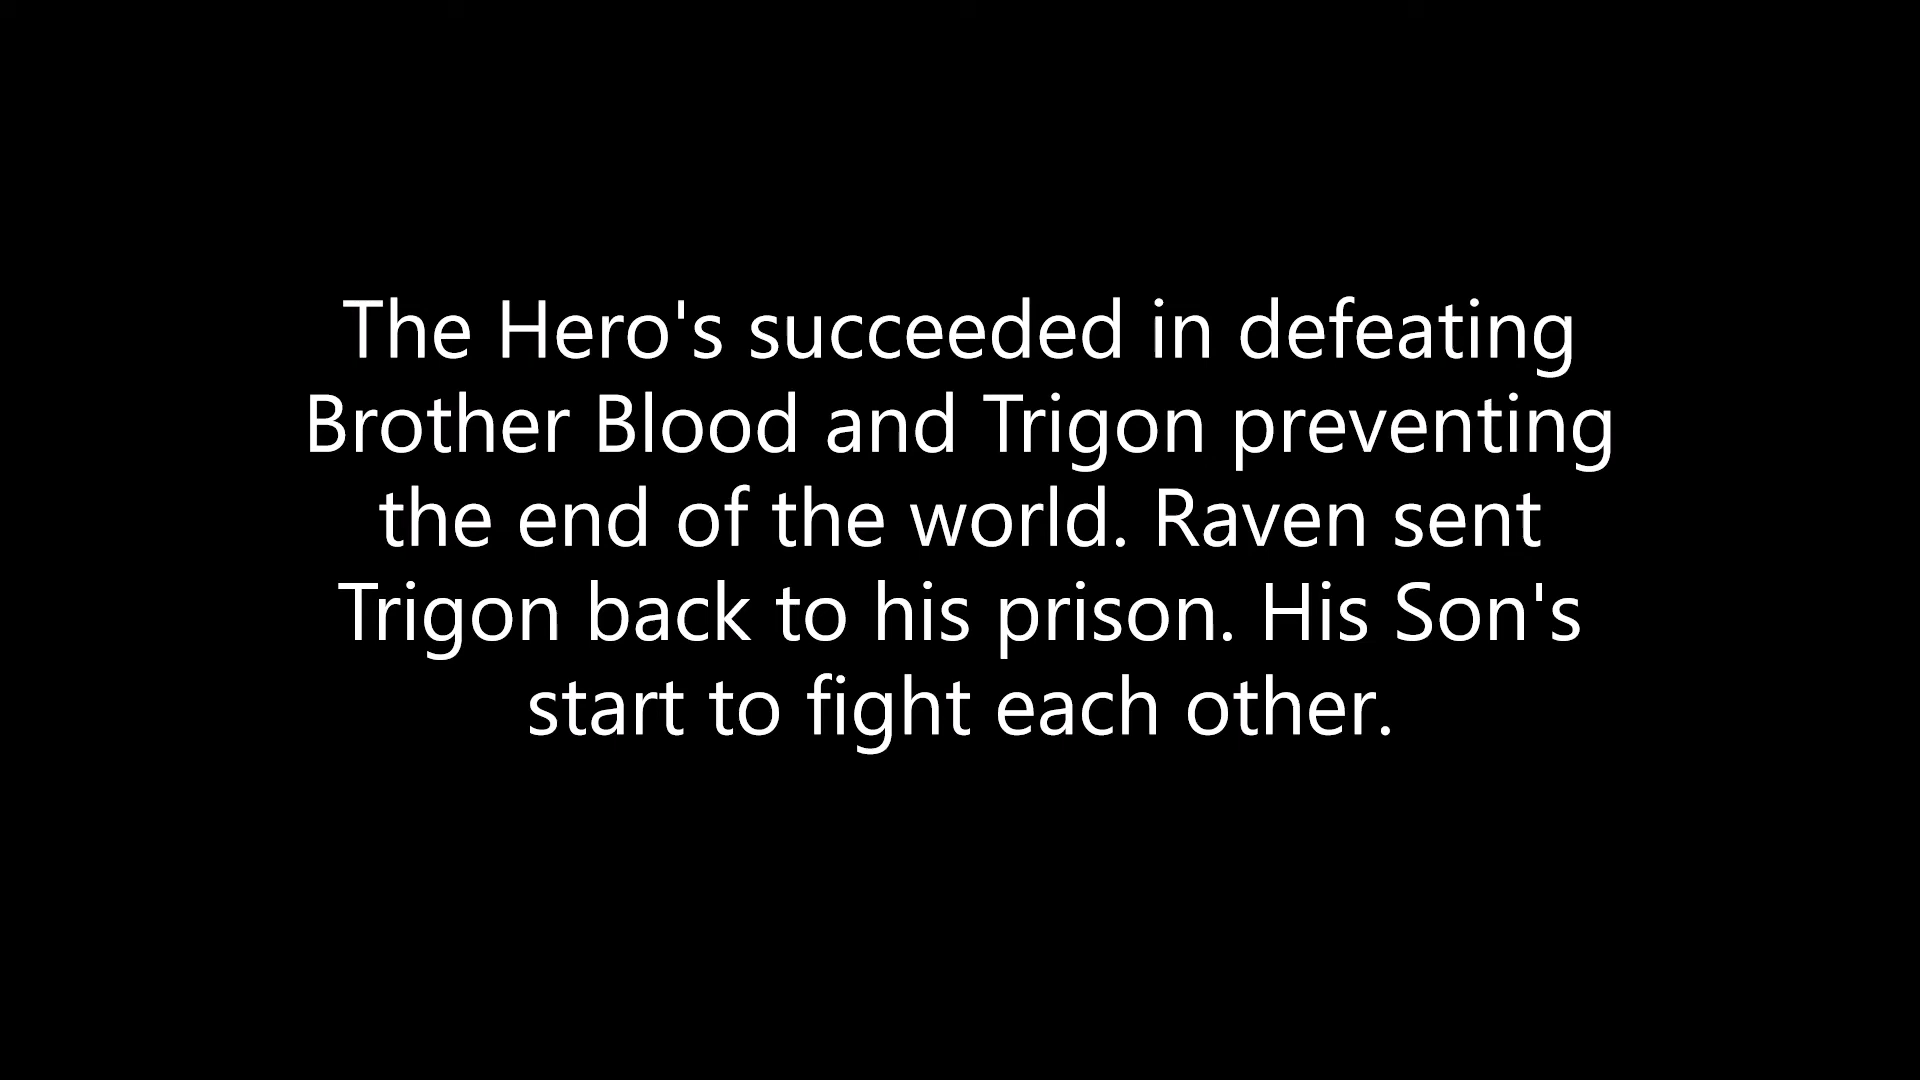 The Hero's succeeded in defeating
Brother Blood and Trigon preventing
the end of the world. Raven sent
Trigon back to his prison. His Son's
start to fight each other.